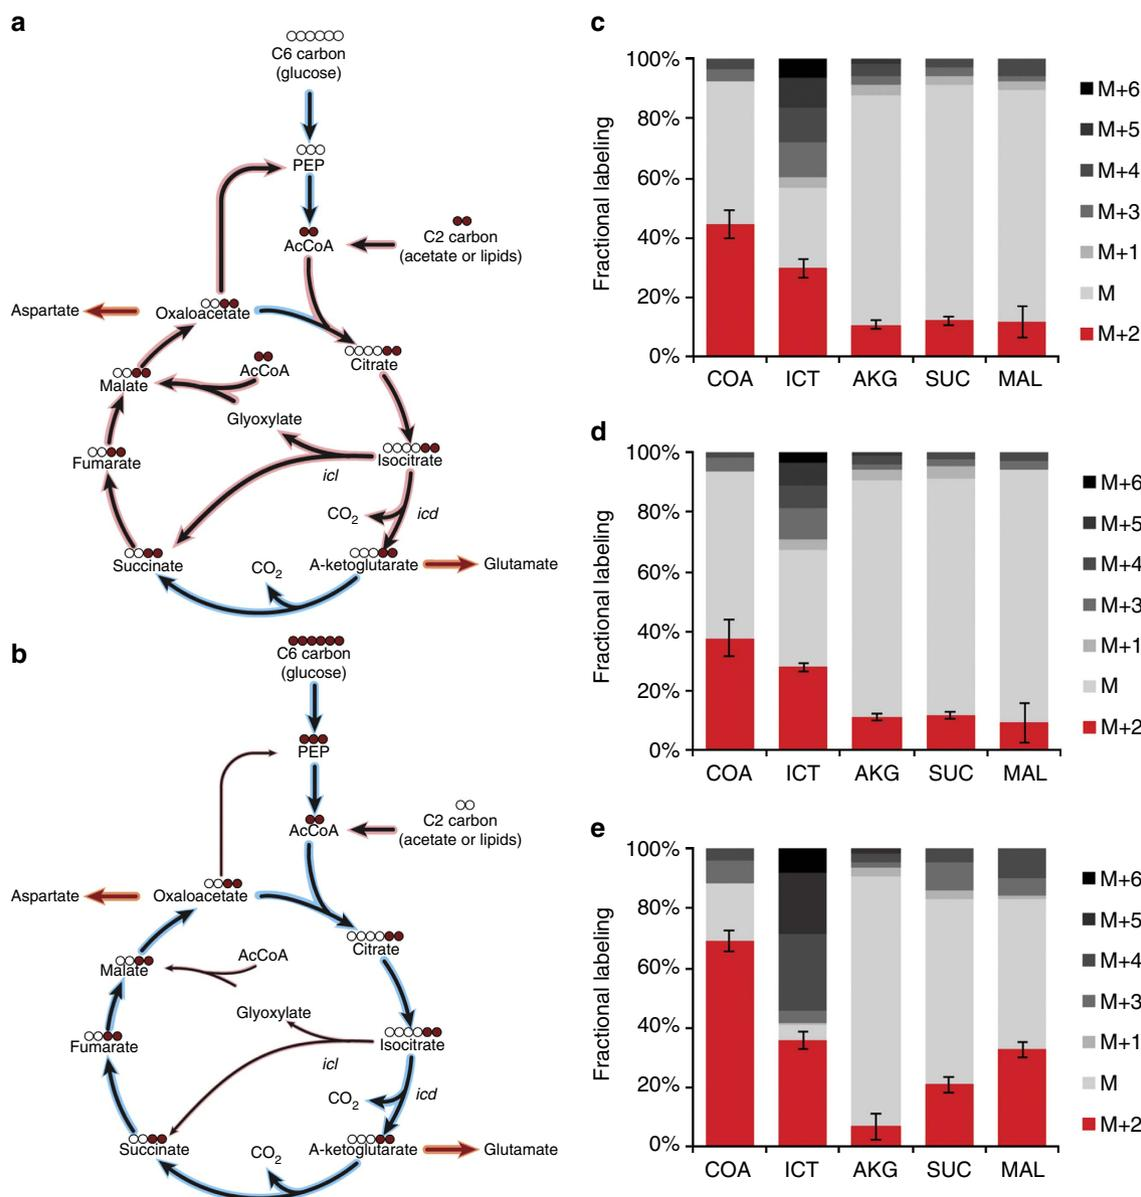 a
C6 carbon
(glucose)
PEP
AcCoA
C2 carbon
(acetate or lipids)
Aspartate
Oxaloacetate
Citrate
AcCoA
Malate
Glyoxylate
Fumarate
Isocitrate
icl
CO2
icd
Succinate
CO2
A-ketoglutarate
Glutamate
b
C6 carbon
(glucose)
PEP
AcCoA
C2 carbon
(acetate or lipids)
Aspartate
Oxaloacetate
Citrate
AcCoA
Malate
Glyoxylate
Fumarate
Isocitrate
icl
CO2
icd
Succinate
CO2
A-ketoglutarate
Glutamate
c
Fractional labeling
100%
80%
60%
40%
20%
0%
COA ICT AKG SUC MAL
M+6
M+5
M+4
M+3
M+1
M
M+2
d
Fractional labeling
100%
80%
60%
40%
20%
0%
COA ICT AKG SUC MAL
M+6
M+5
M+4
M+3
M+1
M
M+2
e
Fractional labeling
100%
80%
60%
40%
20%
0%
COA ICT AKG SUC MAL
M+6
M+5
M+4
M+3
M+1
M
M+2